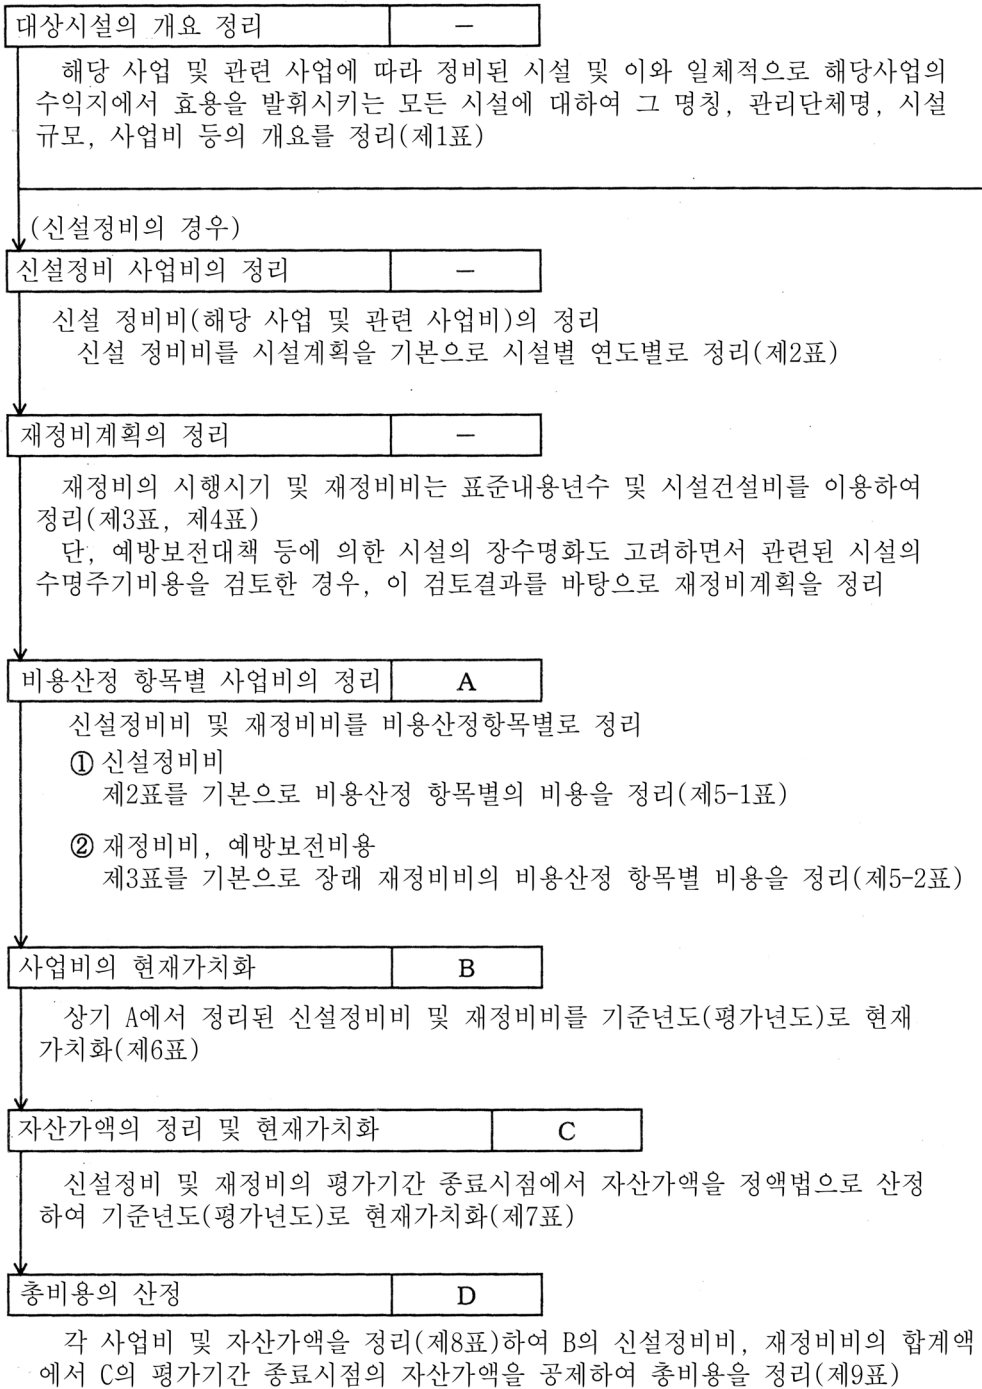 대상시설의 개요 정리 －
해당 사업 및 관련 사업에 따라 정비된 시설 및 이와 일체적으로 해당사업의
수익지에서 효용을 발휘시키는 모든 시설에 대하여 그 명칭, 관리단체명, 시설
규모, 사업비 등의 개요를 정리(제1표)
(신설정비의 경우)
신설정비 사업비의 정리 －
신설 정비비(해당 사업 및 관련 사업비)의 정리
신설 정비비를 시설계획을 기본으로 시설별 연도별로 정리(제2표)
재정비계획의 정리 －
재정비의 시행시기 및 재정비비는 표준내용년수 및 시설건설비를 이용하여
정리(제3표, 제4표)
단, 예방보전대책 등에 의한 시설의 장수명화도 고려하면서 관련된 시설의
수명주기비용을 검토한 경우, 이 검토결과를 바탕으로 재정비계획을 정리
비용산정 항목별 사업비의 정리 A
신설정비비 및 재정비비를 비용산정항목별로 정리
① 신설정비비
제2표를 기본으로 비용산정 항목별의 비용을 정리(제5-1표)
② 재정비비, 예방보전비용
제3표를 기본으로 장래 재정비비의 비용산정 항목별 비용을 정리(제5-2표)
사업비의 현재가치화 B
상기 A에서 정리된 신설정비비 및 재정비비를 기준년도(평가년도)로 현재
가치화(제6표)
자산가액의 정리 및 현재가치화 C
신설정비 및 재정비의 평가기간 종료시점에서 자산가액을 정액법으로 산정
하여 기준년도(평가년도)로 현재가치화(제7표)
총비용의 산정 D
각 사업비 및 자산가액을 정리(제8표)하여 B의 신설정비비, 재정비비의 합계액
에서 C의 평가기간 종료시점의 자산가액을 공제하여 총비용을 정리(제9표)